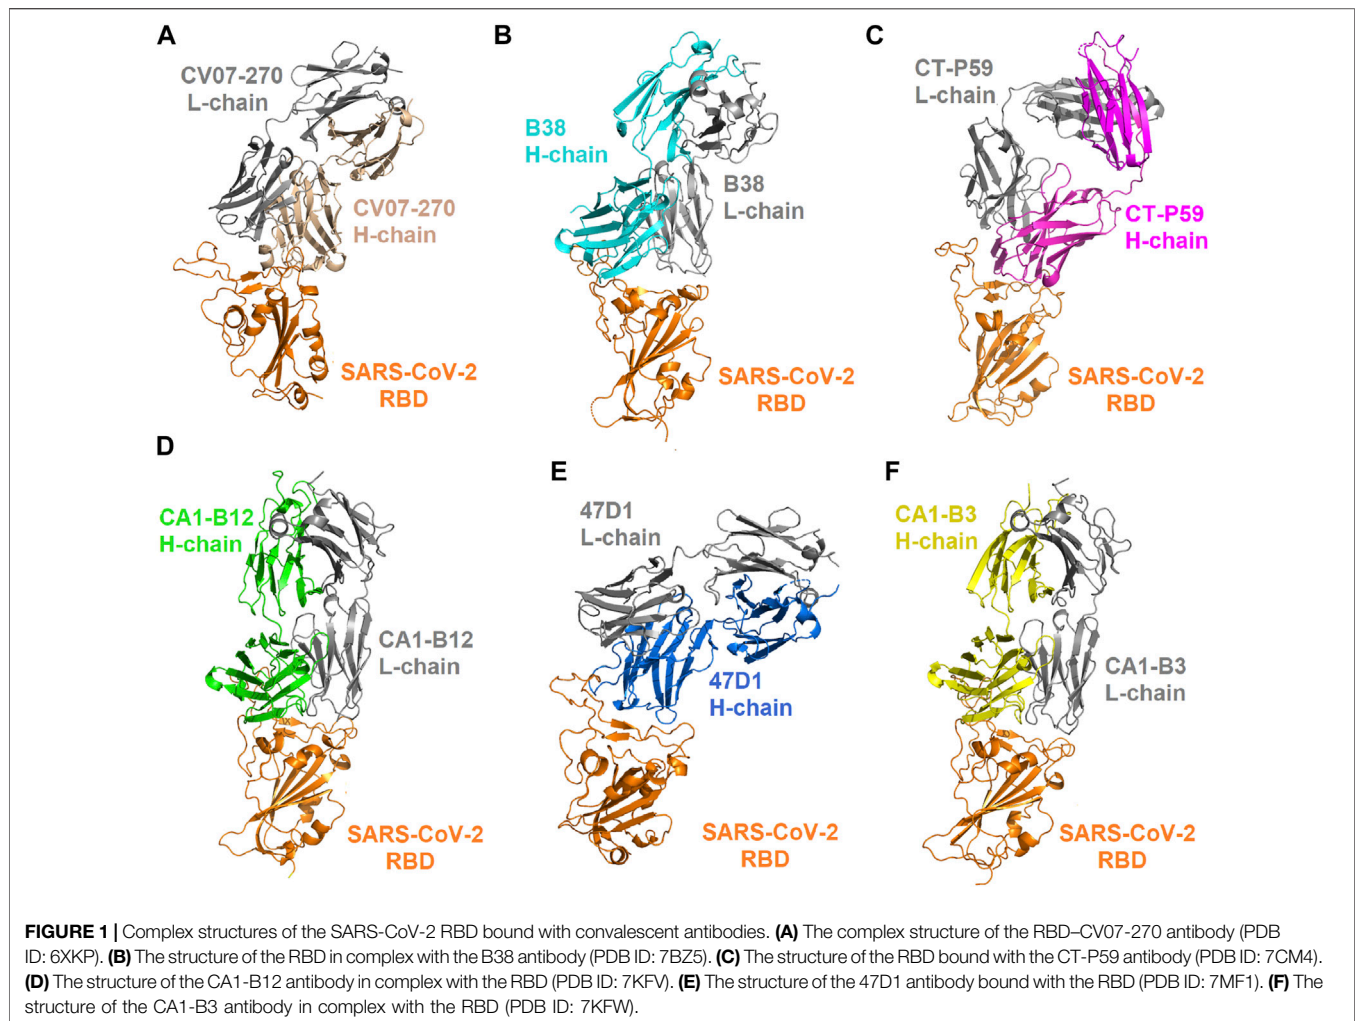 A
CV07-270
L-chain
CV07-270
H-chain
SARS-CoV-2
RBD
B
B38
H-chain
B38
L-chain
SARS-CoV-2
RBD
C
CT-P59
L-chain
CT-P59
H-chain
SARS-CoV-2
RBD
D
CA1-B12
H-chain
CA1-B12
L-chain
SARS-CoV-2
RBD
E
47D1
L-chain
47D1
H-chain
SARS-CoV-2
RBD
F
CA1-B3
H-chain
CA1-B3
L-chain
SARS-CoV-2
RBD
FIGURE 1 | Complex structures of the SARS-CoV-2 RBD bound with convalescent antibodies. (A) The complex structure of the RBD–CV07-270 antibody (PDB
ID: 6XKP). (B) The structure of the RBD in complex with the B38 antibody (PDB ID: 7BZ5). (C) The structure of the RBD bound with the CT-P59 antibody (PDB ID: 7CM4).
(D) The structure of the CA1-B12 antibody in complex with the RBD (PDB ID: 7KFV). (E) The structure of the 47D1 antibody bound with the RBD (PDB ID: 7MF1). (F) The
structure of the CA1-B3 antibody in complex with the RBD (PDB ID: 7KFW).